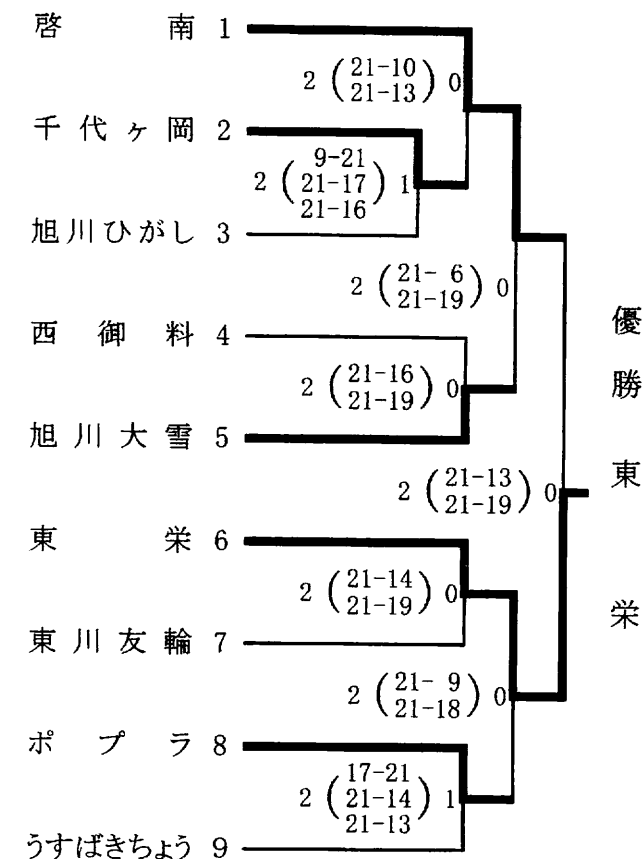 啓南 1
2 (21-10 21-13) 0
千代ヶ岡 2
2 (9-21 21-17 21-16) 1
旭川ひがし 3
2 (21- 6 21-19) 0
西御料 4
2 (21-16 21-19) 0
旭川大雪 5
2 (21-13 21-19) 0
東栄 6
2 (21-14 21-19) 0
東川友輪 7
2 (21- 9 21-18) 0
ポプラ 8
2 (17-21 21-14 21-13) 1
うすばきちょう 9
優勝 東栄